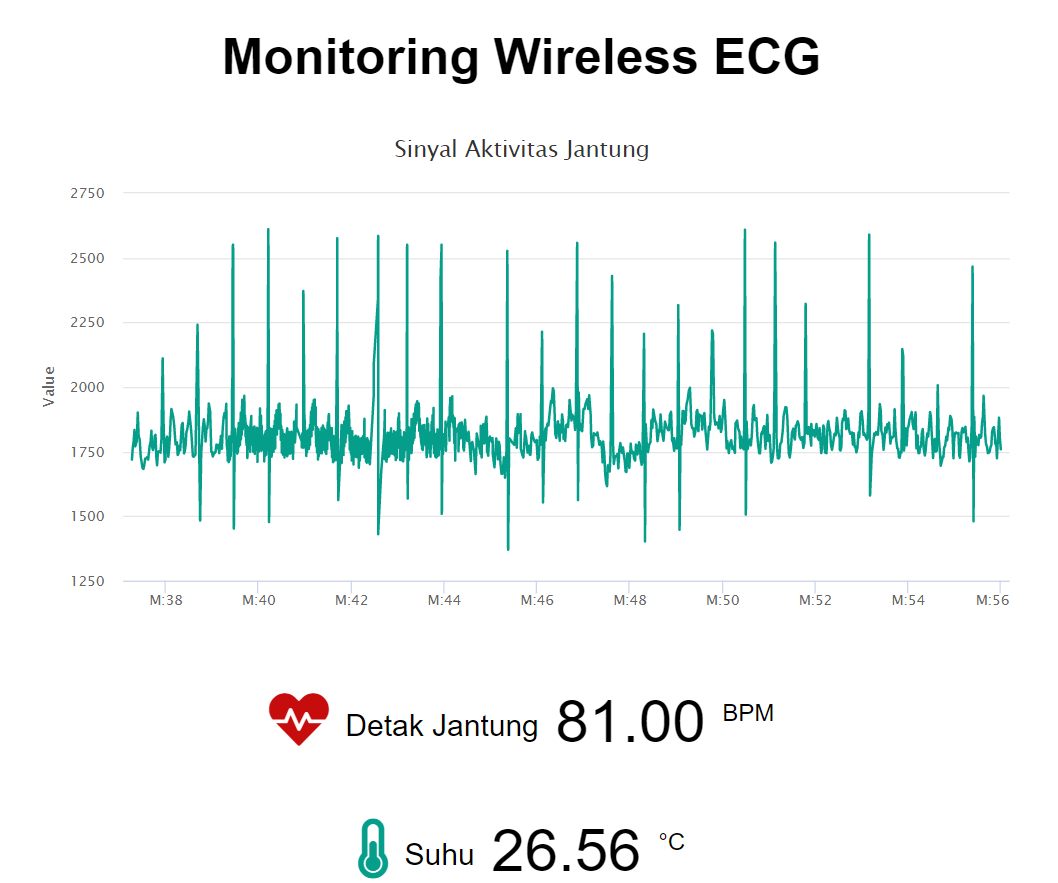 Monitoring Wireless ECG
Sinyal Aktivitas Jantung
Value
2750
2500
2250
2000
1750
1500
1250
M:38 M:40 M:42 M:44 M:46 M:48 M:50 M:52 M:54 M:56
Detak Jantung 81.00 BPM
Suhu 26.56 °C